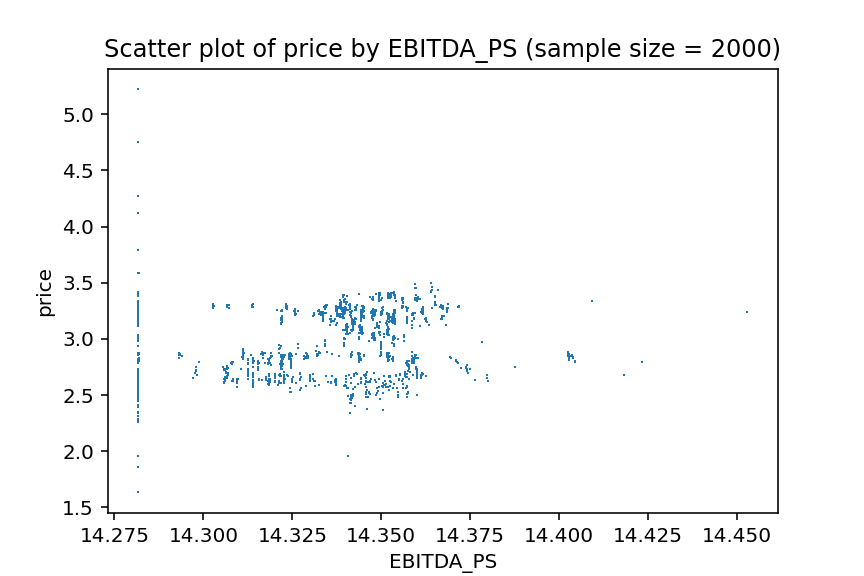 Scatter plot of price by EBITDA_PS (sample size = 2000)
5.0
4.5
4.0
3.5
3.0
2.5
2.0
1.5
price
14.275 14.300 14.325 14.350 14.375 14.400 14.425 14.450
EBITDA_PS